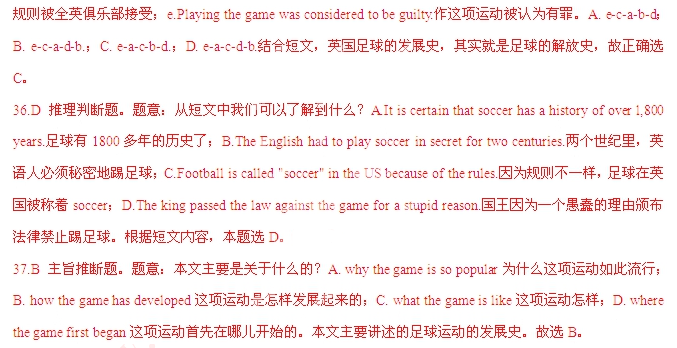 规则被全英俱乐部接受；e.Playing the game was considered to be guilty.作这项运动被认为有罪。A. e-c-a-b-d;
B. e-c-a-d-b.；C. e-a-c-b-d.；D. e-a-c-d-b.结合短文，英国足球的发展史，其实就是足球的解放史，故正确选
C。
36.D 推理判断题。题意：从短文中我们可以了解到什么？A.It is certain that soccer has a history of over 1,800
years.足球有 1800 多年的历史了；B.The English had to play soccer in secret for two centuries.两个世纪里，英
语人必须秘密地踢足球；C.Football is called "soccer" in the US because of the rules.因为规则不一样，足球在英
国被称着 soccer；D.The king passed the law against the game for a stupid reason.国王因为一个愚蠢的理由颁布
法律禁止踢足球。根据短文内容，本题选 D。
37.B 主旨推断题。题意：本文主要是关于什么的？A. why the game is so popular 为什么这项运动如此流行；
B. how the game has developed 这项运动是怎样发展起来的；C. what the game is like 这项运动怎样；D. where
the game first began 这项运动首先在哪儿开始的。本文主要讲述的足球运动的发展史。故选 B。